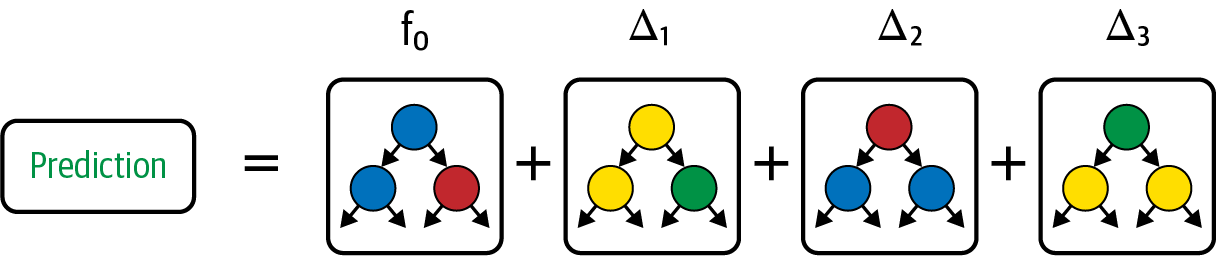 f₀ Δ₁ Δ₂ Δ₃
Prediction = + + +